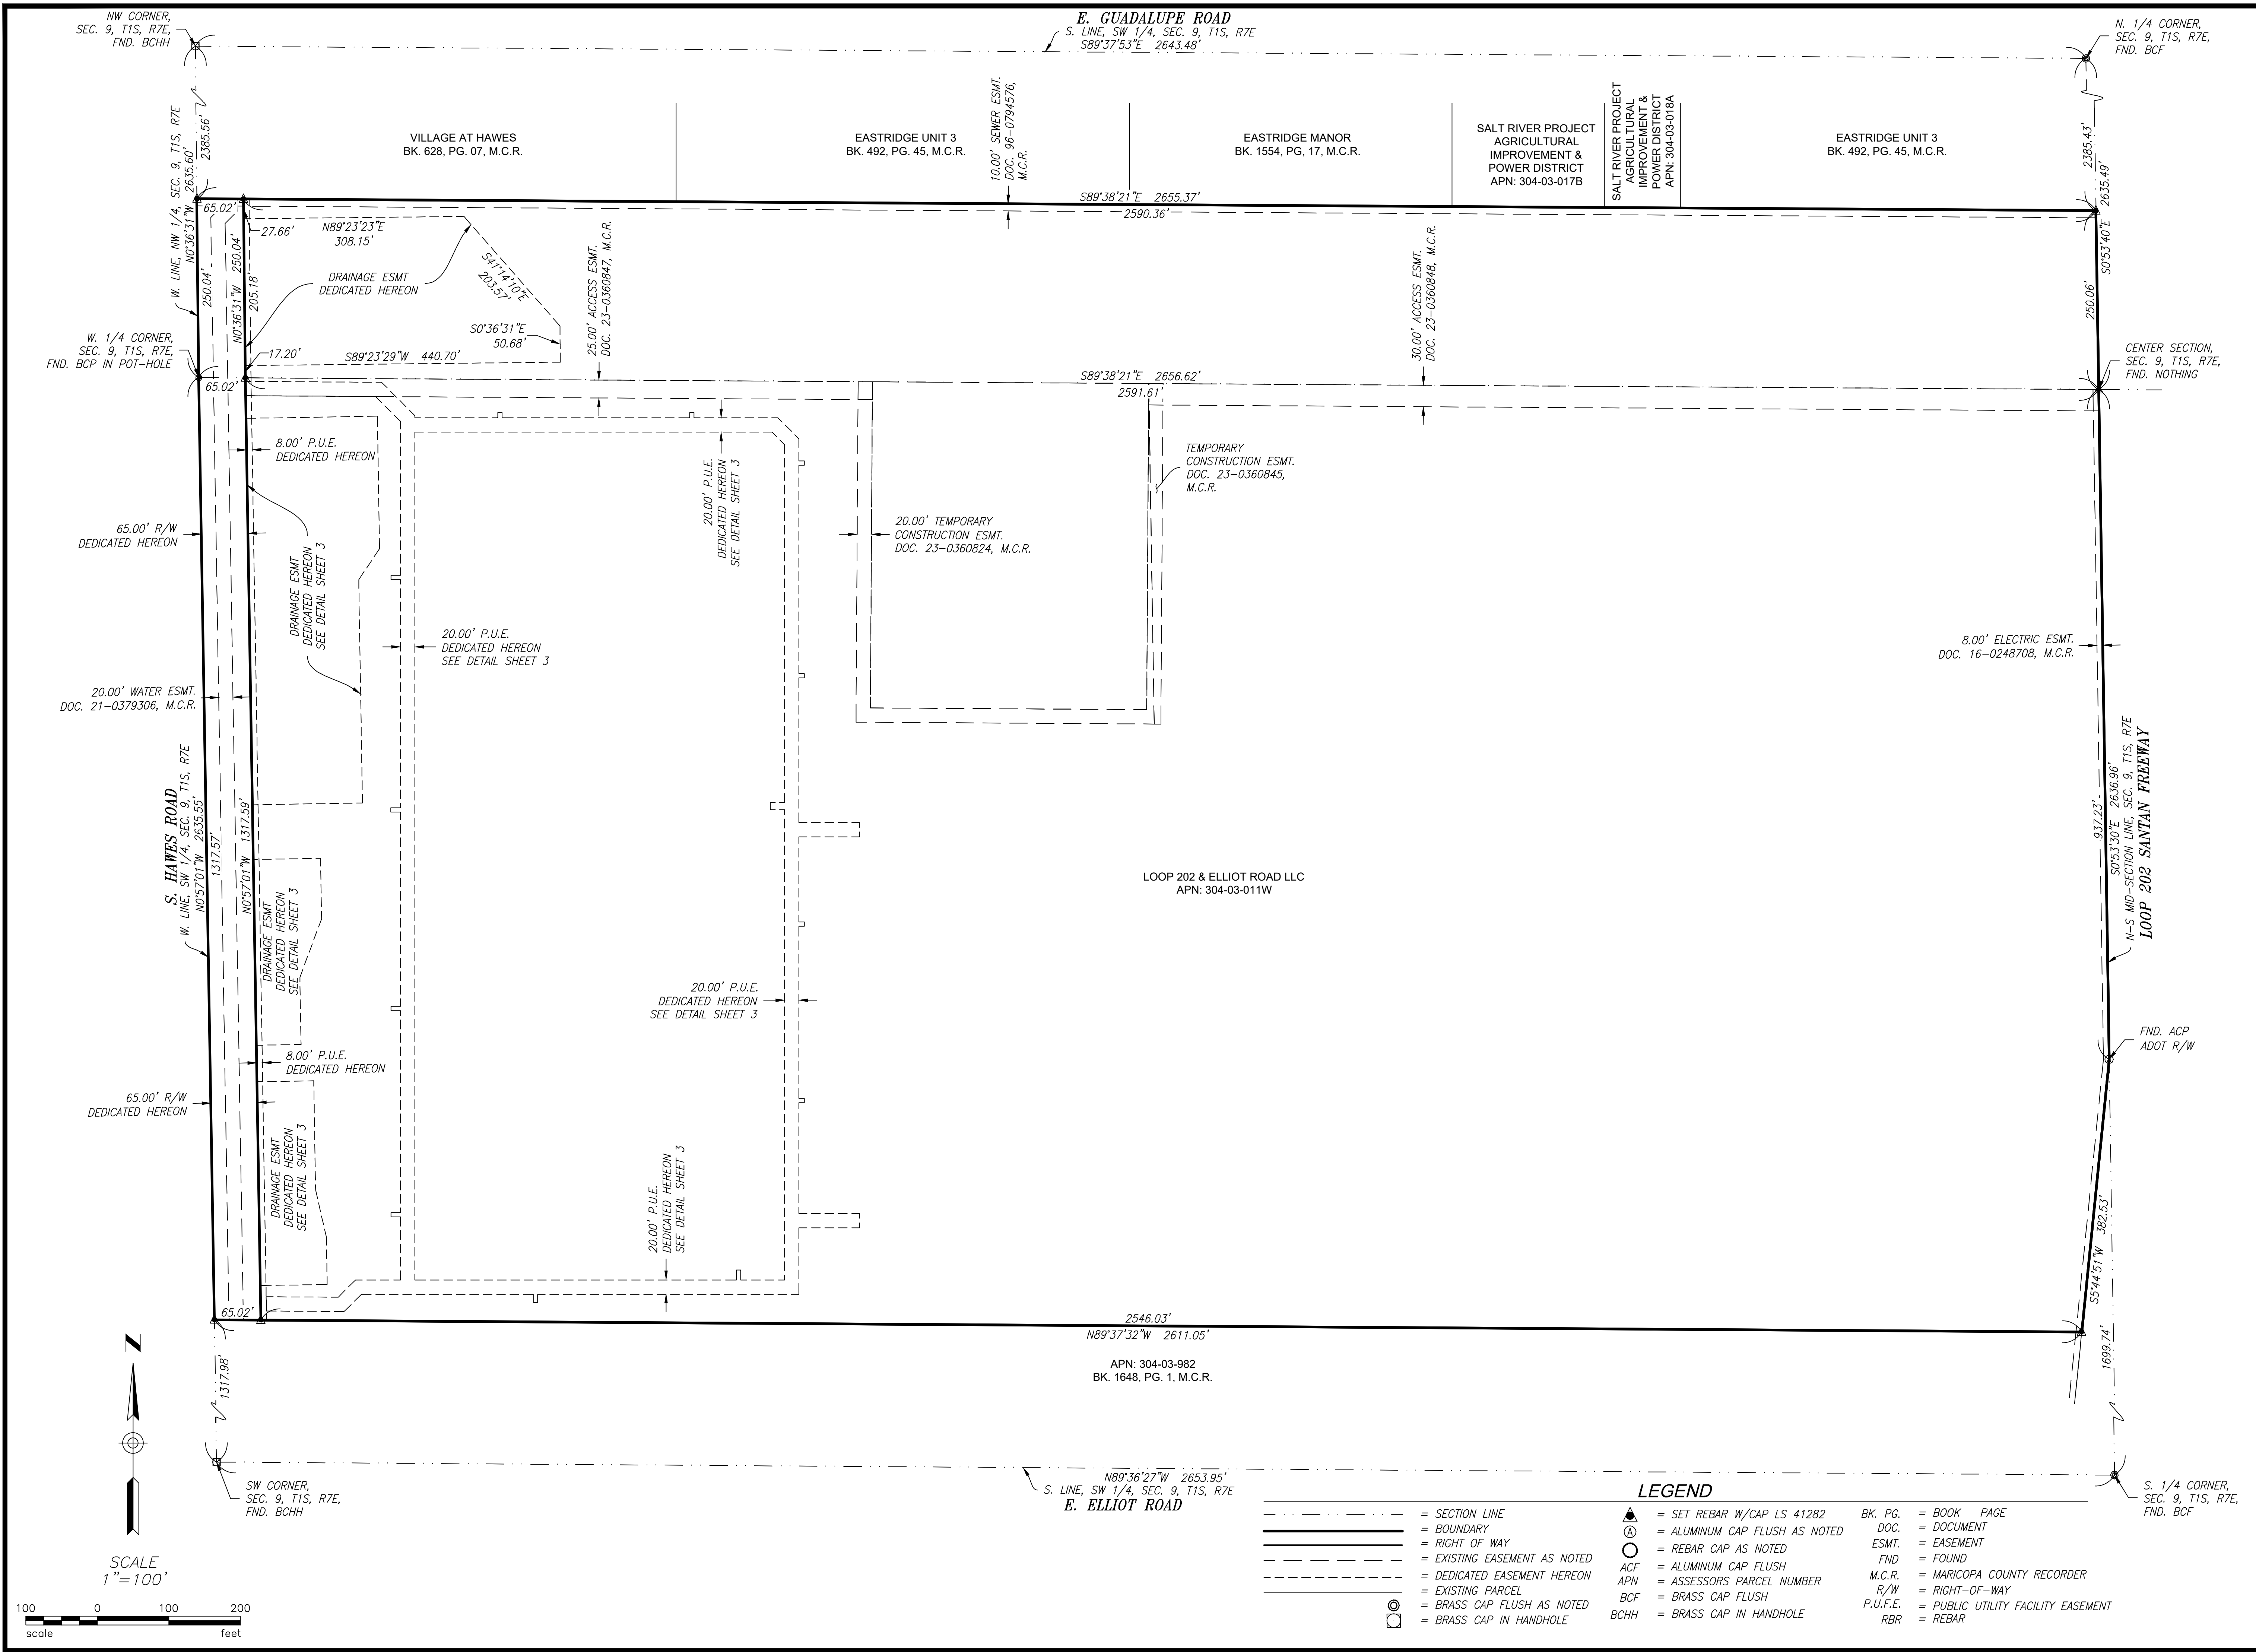 NW CORNER,
SEC. 9, T1S, R7E,
FND. BCHH
E. GUADALUPE ROAD
S. LINE, SW 1/4, SEC. 9, T1S, R7E
S89°37'53"E 2643.48'
N. 1/4 CORNER,
SEC. 9, T1S, R7E,
FND. BCF
W. LINE, NW 1/4, SEC. 9, T1S, R7E
N0°36'31"W 2635.60'
2385.56'
VILLAGE AT HAWES
BK. 628, PG. 07, M.C.R.
EASTRIDGE UNIT 3
BK. 492, PG. 45, M.C.R.
10.00' SEWER ESMT.
DOC. 96-0794576,
M.C.R.
EASTRIDGE MANOR
BK. 1554, PG, 17, M.C.R.
SALT RIVER PROJECT
AGRICULTURAL
IMPROVEMENT &
POWER DISTRICT
APN: 304-03-017B
SALT RIVER PROJECT
AGRICULTURAL
IMPROVEMENT &
POWER DISTRICT
APN: 304-03-018A
EASTRIDGE UNIT 3
BK. 492, PG. 45, M.C.R.
2385.43'
S0°53'40"E 2635.49'
65.02'
S89°38'21"E 2655.37'
2590.36'
27.66'
N89°23'23"E
308.15'
250.04'
N0°36'31"W 250.04'
205.18'
DRAINAGE ESMT
DEDICATED HEREON
S41°14'10"E
203.57'
S0°36'31"E
50.68'
25.00' ACCESS ESMT.
DOC. 23-0360847, M.C.R.
30.00' ACCESS ESMT.
DOC. 23-0360848, M.C.R.
250.06'
W. 1/4 CORNER,
SEC. 9, T1S, R7E,
FND. BCP IN POT-HOLE
17.20'
S89°23'29"W 440.70'
65.02'
S89°38'21"E 2656.62'
2591.61'
CENTER SECTION,
SEC. 9, T1S, R7E,
FND. NOTHING
8.00' P.U.E.
DEDICATED HEREON
20.00' P.U.E.
DEDICATED HEREON
SEE DETAIL SHEET 3
TEMPORARY
CONSTRUCTION ESMT.
DOC. 23-0360845,
M.C.R.
65.00' R/W
DEDICATED HEREON
20.00' TEMPORARY
CONSTRUCTION ESMT.
DOC. 23-0360824, M.C.R.
DRAINAGE ESMT
DEDICATED HEREON
SEE DETAIL SHEET 3
20.00' P.U.E.
DEDICATED HEREON
SEE DETAIL SHEET 3
8.00' ELECTRIC ESMT.
DOC. 16-0248708, M.C.R.
20.00' WATER ESMT.
DOC. 21-0379306, M.C.R.
S. HAWES ROAD
W. LINE, SW 1/4, SEC. 9, T1S, R7E
N0°57'01"W 2635.55'
1317.57'
N0°57'01"W 1317.59'
937.23'
S0°53'30"E 2636.96'
N-S MID-SECTION LINE, SEC. 9, T1S, R7E
LOOP 202 SANTAN FREEWAY
LOOP 202 & ELLIOT ROAD LLC
APN: 304-03-011W
DRAINAGE ESMT
DEDICATED HEREON
SEE DETAIL SHEET 3
20.00' P.U.E.
DEDICATED HEREON
SEE DETAIL SHEET 3
FND. ACP
ADOT R/W
8.00' P.U.E.
DEDICATED HEREON
65.00' R/W
DEDICATED HEREON
DRAINAGE ESMT
DEDICATED HEREON
SEE DETAIL SHEET 3
20.00' P.U.E.
DEDICATED HEREON
SEE DETAIL SHEET 3
S5°44'51"W 382.53'
65.02'
2546.03'
N89°37'32"W 2611.05'
APN: 304-03-982
BK. 1648, PG. 1, M.C.R.
1317.98'
1699.74'
N
SW CORNER,
SEC. 9, T1S, R7E,
FND. BCHH
N89°36'27"W 2653.95'
S. LINE, SW 1/4, SEC. 9, T1S, R7E
E. ELLIOT ROAD
S. 1/4 CORNER,
SEC. 9, T1S, R7E,
FND. BCF
SCALE
1"=100'
100 0 100 200
scale feet
LEGEND
= SECTION LINE
= BOUNDARY
= RIGHT OF WAY
= EXISTING EASEMENT AS NOTED
= DEDICATED EASEMENT HEREON
= EXISTING PARCEL
= BRASS CAP FLUSH AS NOTED
= BRASS CAP IN HANDHOLE
= SET REBAR W/CAP LS 41282
A = ALUMINUM CAP FLUSH AS NOTED
= REBAR CAP AS NOTED
ACF = ALUMINUM CAP FLUSH
APN = ASSESSORS PARCEL NUMBER
BCF = BRASS CAP FLUSH
BCHH = BRASS CAP IN HANDHOLE
BK. PG. = BOOK PAGE
DOC. = DOCUMENT
ESMT. = EASEMENT
FND = FOUND
M.C.R. = MARICOPA COUNTY RECORDER
R/W = RIGHT-OF-WAY
P.U.F.E. = PUBLIC UTILITY FACILITY EASEMENT
RBR = REBAR